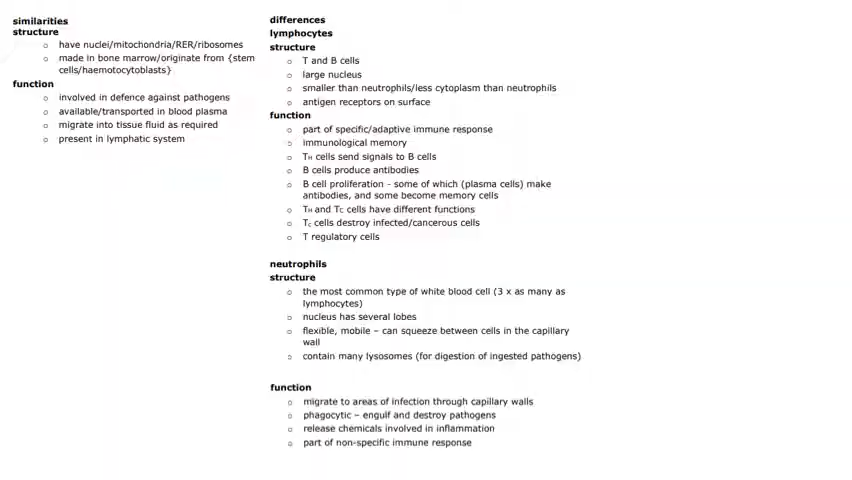 similarities
structure
o have nuclei/mitochondria/RER/ribosomes
o made in bone marrow/originate from {stem
cells/haemotocytoblasts}
function
o involved in defence against pathogens
o available/transported in blood plasma
o migrate into tissue fluid as required
o present in lymphatic system
differences
lymphocytes
structure
o T and B cells
o large nucleus
o smaller than neutrophils/less cytoplasm than neutrophils
o antigen receptors on surface
function
o part of specific/adaptive immune response
o immunological memory
o TH cells send signals to B cells
o B cells produce antibodies
o B cell proliferation - some of which (plasma cells) make
antibodies, and some become memory cells
o TH and TC cells have different functions
o Tc cells destroy infected/cancerous cells
o T regulatory cells
neutrophils
structure
o the most common type of white blood cell (3 x as many as
lymphocytes)
o nucleus has several lobes
o flexible, mobile – can squeeze between cells in the capillary
wall
o contain many lysosomes (for digestion of ingested pathogens)
function
o migrate to areas of infection through capillary walls
o phagocytic – engulf and destroy pathogens
o release chemicals involved in inflammation
o part of non-specific immune response